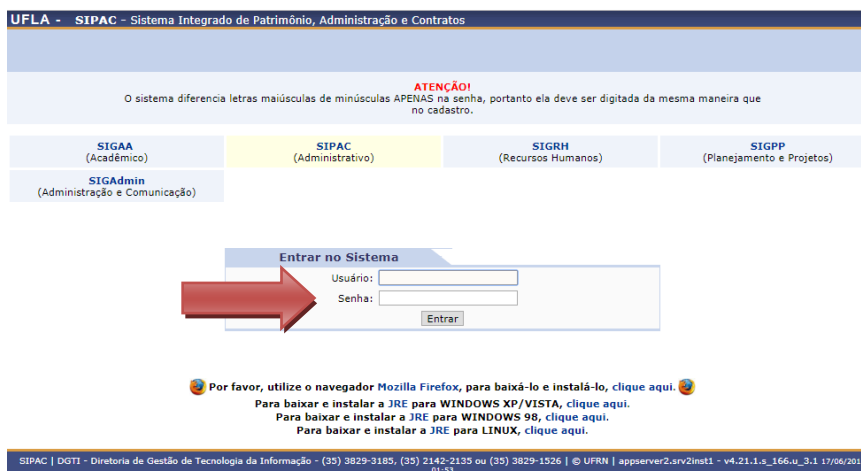 UFLA - SIPAC - Sistema Integrado de Patrimônio, Administração e Contratos
ATENÇÃO!
O sistema diferencia letras maiúsculas de minúsculas APENAS na senha, portanto ela deve ser digitada da mesma maneira que
no cadastro.
SIGAA SIPAC SIGRH SIGPP
(Acadêmico) (Administrativo) (Recursos Humanos) (Planejamento e Projetos)
SIGAdmin
(Administração e Comunicação)
Entrar no Sistema
Usuário:
Senha:
Entrar
Por favor, utilize o navegador Mozilla Firefox, para baixá-lo e instalá-lo, clique aqui.
Para baixar e instalar a JRE para WINDOWS XP/VISTA, clique aqui.
Para baixar e instalar a JRE para WINDOWS 98, clique aqui.
Para baixar e instalar a JRE para LINUX, clique aqui.
SIPAC | DGTI - Diretoria de Gestão de Tecnologia da Informação - (35) 3829-3185, (35) 2142-2135 ou (35) 3829-1526 | © UFRN | appserver2.srv2inst1 - v4.21.1.s_166.u_3.1 17/06/201
01:53